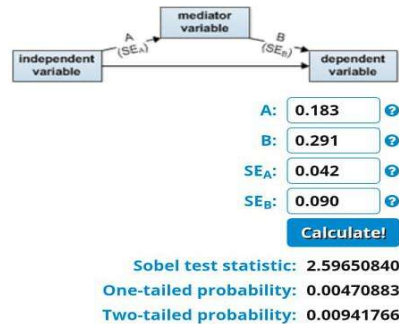 mediator
variable
A
(SEA)
B
(SEB)
independent
variable
dependent
variable
A: 0.183 ?
B: 0.291 ?
SEA: 0.042 ?
SEB: 0.090 ?
Calculate!
Sobel test statistic: 2.59650840
One-tailed probability: 0.00470883
Two-tailed probability: 0.00941766